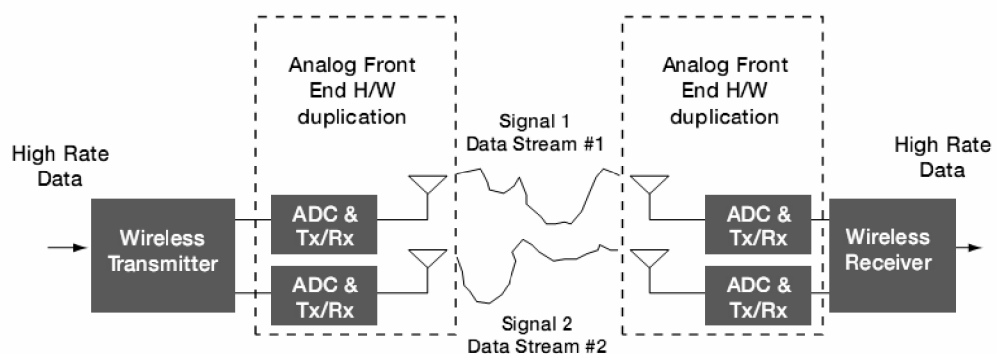 High Rate
Data
Wireless
Transmitter
Analog Front
End H/W
duplication
ADC &
Tx/Rx
ADC &
Tx/Rx
Signal 1
Data Stream #1
Signal 2
Data Stream #2
Analog Front
End H/W
duplication
ADC &
Tx/Rx
ADC &
Tx/Rx
High Rate
Data
Wireless
Receiver